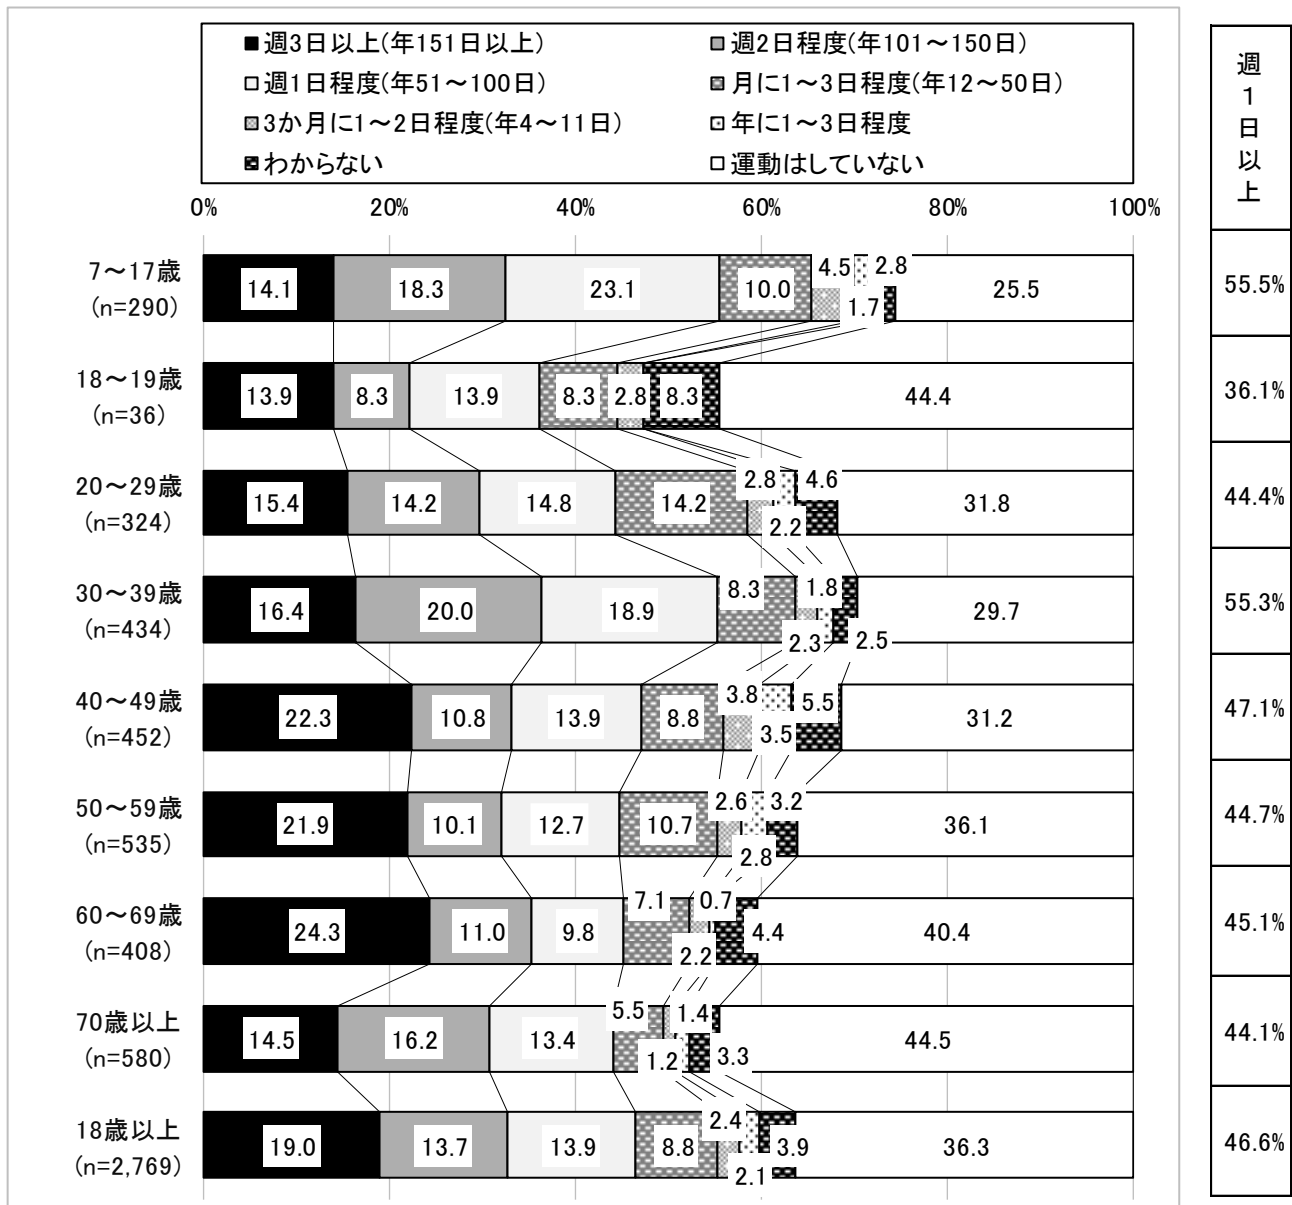 週3日以上(年151日以上) 週2日程度(年101～150日)
週1日程度(年51～100日) 月に1～3日程度(年12～50日)
3か月に1～2日程度(年4～11日) 年に1～3日程度
わからない 運動はしていない
週1日以上
0% 20% 40% 60% 80% 100%
7～17歳
(n=290)
14.1 18.3 23.1 10.0 4.5 1.7 2.8 25.5 55.5%
18～19歳
(n=36)
13.9 8.3 13.9 8.3 2.8 8.3 44.4 36.1%
20～29歳
(n=324)
15.4 14.2 14.8 14.2 2.8 2.2 4.6 31.8 44.4%
30～39歳
(n=434)
16.4 20.0 18.9 8.3 2.3 1.8 2.5 29.7 55.3%
40～49歳
(n=452)
22.3 10.8 13.9 8.8 3.8 3.5 5.5 31.2 47.1%
50～59歳
(n=535)
21.9 10.1 12.7 10.7 2.6 2.8 3.2 36.1 44.7%
60～69歳
(n=408)
24.3 11.0 9.8 7.1 2.2 0.7 4.4 40.4 45.1%
70歳以上
(n=580)
14.5 16.2 13.4 5.5 1.2 1.4 3.3 44.5 44.1%
18歳以上
(n=2,769)
19.0 13.7 13.9 8.8 2.4 2.1 3.9 36.3 46.6%